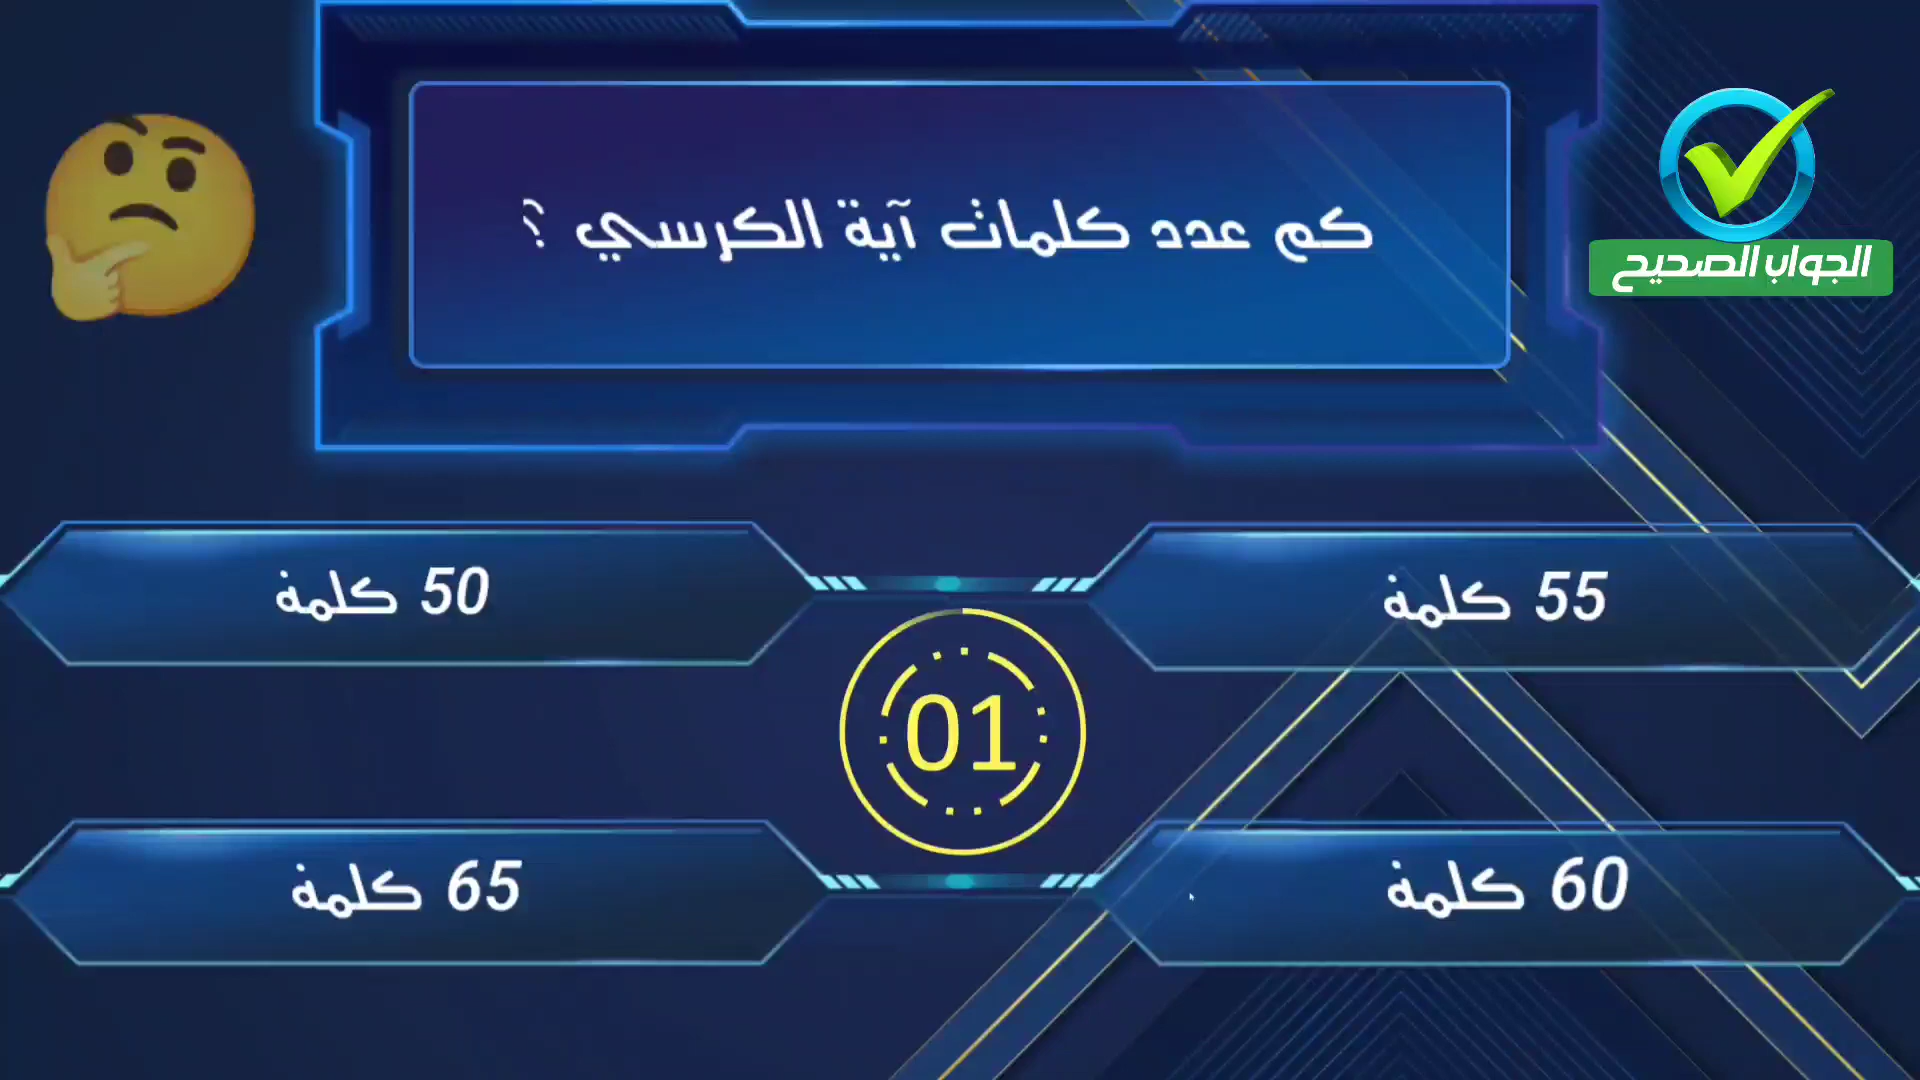 كم عدد كلمات آية الكرسي ؟
الجواب الصحيح
55 كلمة
50 كلمة
01
60 كلمة
65 كلمة